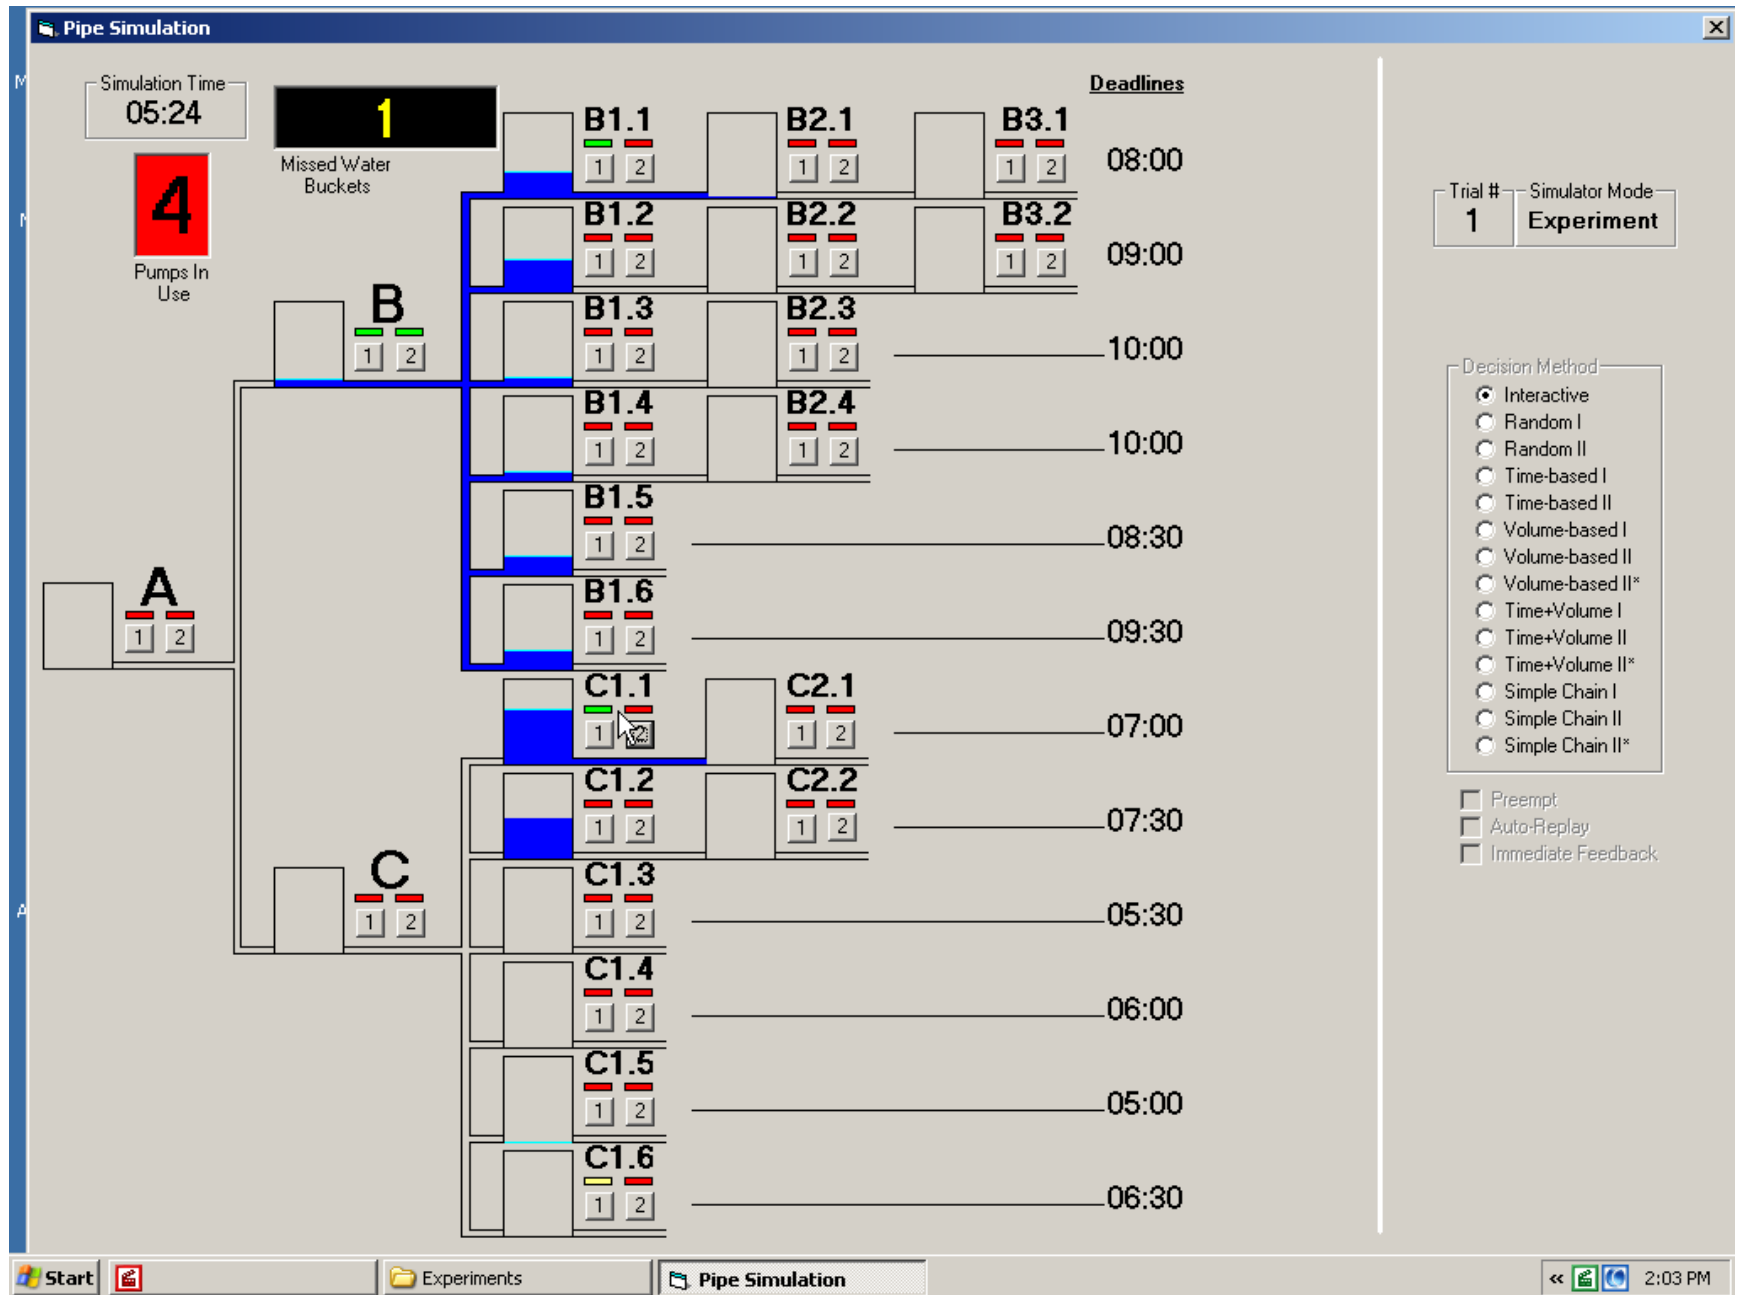 Pipe Simulation
Simulation Time
05:24
1
Missed Water
Buckets
4
Pumps In
Use
Deadlines
B1.1
1 2
B2.1
1 2
B3.1
1 2
08:00
B1.2
1 2
B2.2
1 2
B3.2
1 2
09:00
B
1 2
B1.3
1 2
B2.3
1 2
10:00
B1.4
1 2
B2.4
1 2
10:00
B1.5
1 2
08:30
A
1 2
B1.6
1 2
09:30
C1.1
1 2
C2.1
1 2
07:00
C1.2
1 2
C2.2
1 2
07:30
C
1 2
C1.3
1 2
05:30
C1.4
1 2
06:00
C1.5
1 2
05:00
C1.6
1 2
06:30
Trial #
1
Simulator Mode
Experiment
Decision Method
Interactive
Random I
Random II
Time-based I
Time-based II
Volume-based I
Volume-based II
Volume-based II*
Time+Volume I
Time+Volume II
Time+Volume II*
Simple Chain I
Simple Chain II
Simple Chain II*
Preempt
Auto-Replay
Immediate Feedback
Start
Experiments
Pipe Simulation
«
2:03 PM